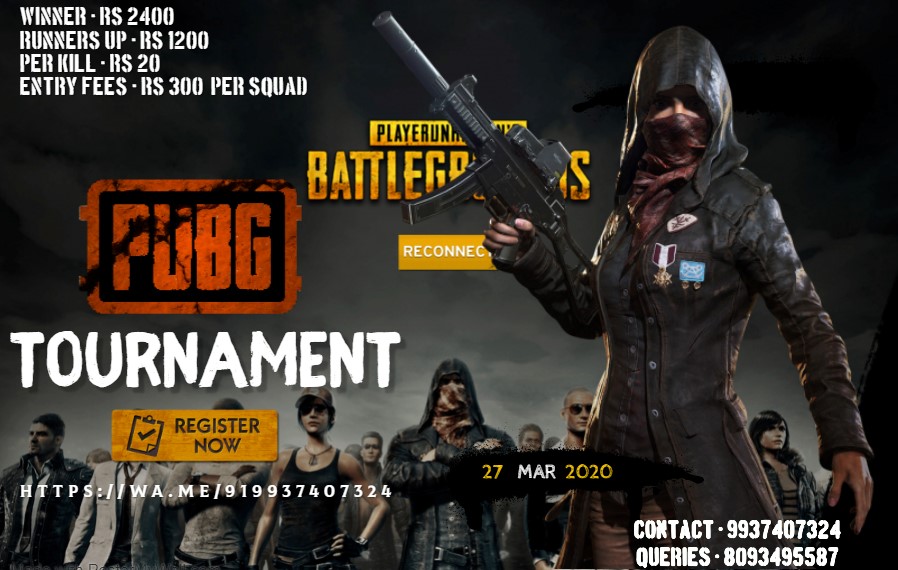 WINNER · RS 2400
RUNNERS UP · RS 1200
PER KILL · RS 20
ENTRY FEES · RS 300 PER SQUAD
PUBG
RECONNECT
TOURNAMENT
REGISTER
NOW
27 MAR 2020
HTTPS://WA.ME/919937407324
CONTACT · 9937407324
QUERIES · 8093495587